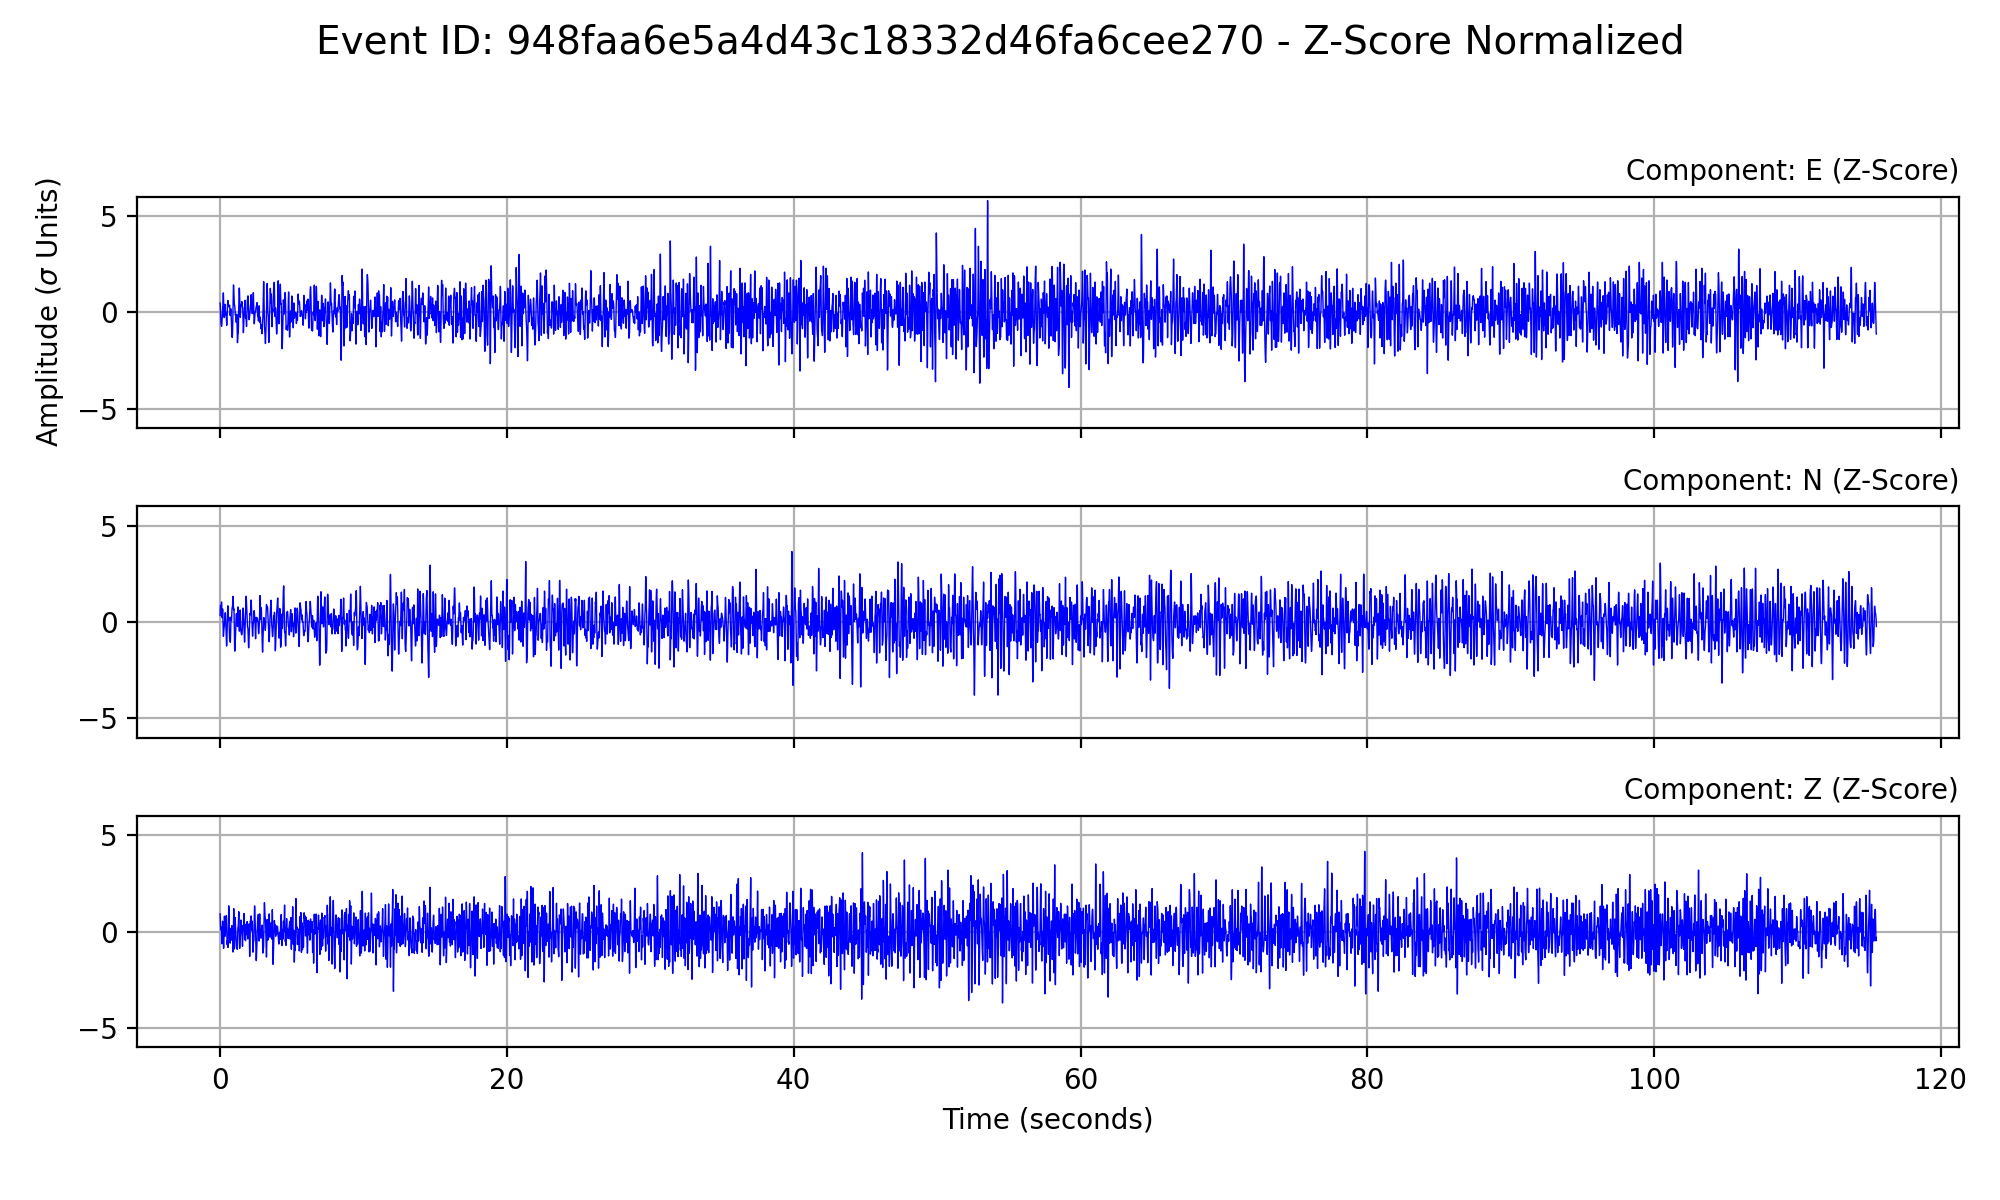 Event ID: 948faa6e5a4d43c18332d46fa6cee270 - Z-Score Normalized
Component: E (Z-Score)
Amplitude (σ Units)
5
0
−5
Component: N (Z-Score)
5
0
−5
Component: Z (Z-Score)
5
0
−5
0 20 40 60 80 100 120
Time (seconds)